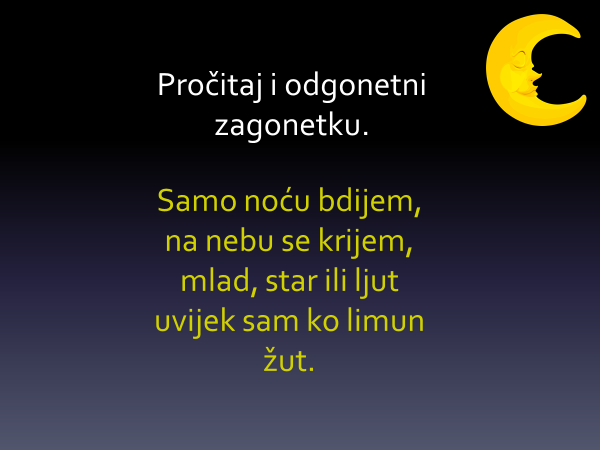 Pročitaj i odgonetni
zagonetku.
Samo noću bdijem,
na nebu se krijem,
mlad, star ili ljut
uvijek sam ko limun
žut.